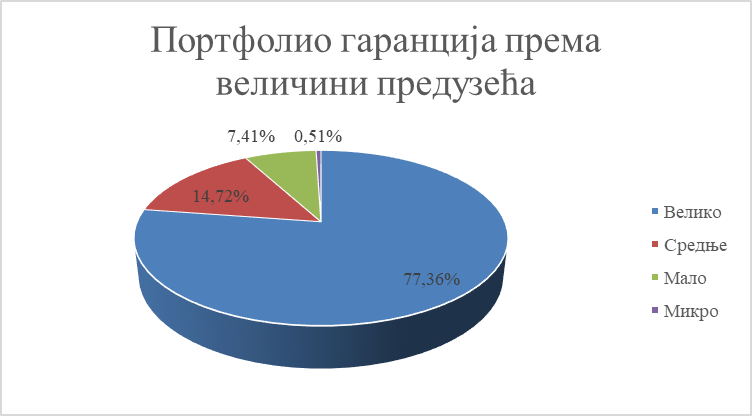 Портфолио гаранција према
величини предузећа
7,41%
0,51%
14,72%
77,36%
Велико
Средње
Мало
Микро